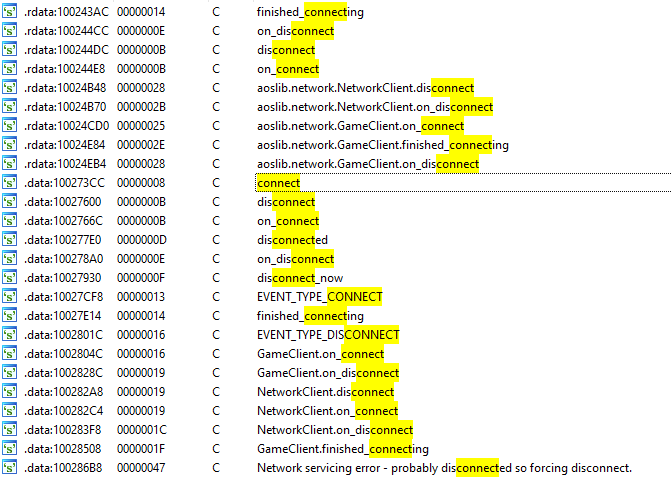 .rdata:100243AC 00000014 C finished_connecting
.rdata:100244CC 0000000E C on_disconnect
.rdata:100244DC 0000000B C disconnect
.rdata:100244E8 0000000B C on_connect
.rdata:10024B48 00000028 C aoslib.network.NetworkClient.disconnect
.rdata:10024B70 0000002B C aoslib.network.NetworkClient.on_disconnect
.rdata:10024CD0 00000025 C aoslib.network.GameClient.on_connect
.rdata:10024E84 0000002E C aoslib.network.GameClient.finished_connecting
.rdata:10024EB4 00000028 C aoslib.network.GameClient.on_disconnect
.data:100273CC 00000008 C connect
.data:10027600 0000000B C disconnect
.data:1002766C 0000000B C on_connect
.data:100277E0 0000000D C disconnected
.data:100278A0 0000000E C on_disconnect
.data:10027930 0000000F C disconnect_now
.data:10027CF8 00000013 C EVENT_TYPE_CONNECT
.data:10027E14 00000014 C finished_connecting
.data:1002801C 00000016 C EVENT_TYPE_DISCONNECT
.data:1002804C 00000016 C GameClient.on_connect
.data:1002828C 00000019 C GameClient.on_disconnect
.data:100282A8 00000019 C NetworkClient.disconnect
.data:100282C4 00000019 C NetworkClient.on_connect
.data:100283F8 0000001C C NetworkClient.on_disconnect
.data:10028508 0000001F C GameClient.finished_connecting
.data:100286B8 00000047 C Network servicing error - probably disconnected so forcing disconnect.